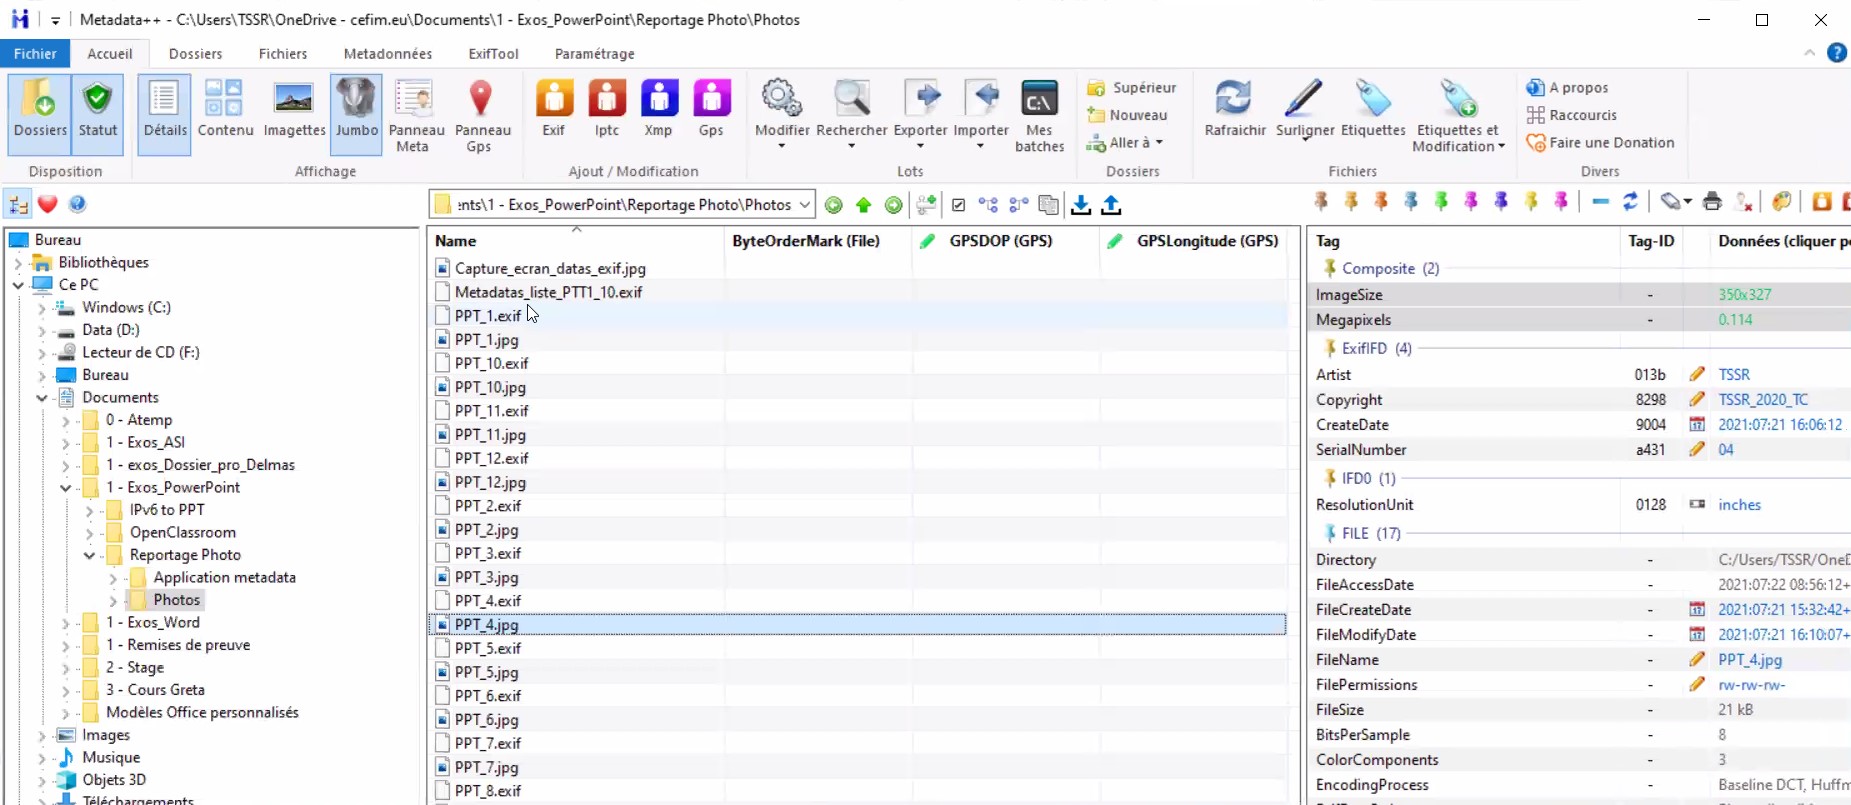 Metadata++ - C:\Users\TSSR\OneDrive - cefim.eu\Documents\1 - Exos_PowerPoint\Reportage Photo\Photos
Fichier Accueil Dossiers Fichiers Metadonnées ExifTool Paramétrage
Dossiers Statut Détails Contenu Imagettes Jumbo Panneau Meta Panneau Gps Exif Iptc Xmp Gps Modifier Rechercher Exporter Importer Mes batches Supérieur Nouveau Aller à Rafraichir Surligner Etiquettes Etiquettes et Modification A propos Raccourcis Faire une Donation
Disposition Affichage Ajout / Modification Lots Dossiers Fichiers Divers
nts\1 - Exos_PowerPoint\Reportage Photo\Photos
Bureau
Bibliothèques
Ce PC
Windows (C:)
Data (D:)
Lecteur de CD (F:)
Bureau
Documents
0 - Atemp
1 - Exos_ASI
1 - exos_Dossier_pro_Delmas
1 - Exos_PowerPoint
IPv6 to PPT
OpenClassroom
Reportage Photo
Application metadata
Photos
1 - Exos_Word
1 - Remises de preuve
2 - Stage
3 - Cours Greta
Modèles Office personnalisés
Images
Musique
Objets 3D
Téléchargements
Name ByteOrderMark (File) GPSDOP (GPS) GPSLongitude (GPS)
Capture_ecran_datas_exif.jpg
Metadatas_liste_PTT1_10.exif
PPT_1.exif
PPT_1.jpg
PPT_10.exif
PPT_10.jpg
PPT_11.exif
PPT_11.jpg
PPT_12.exif
PPT_12.jpg
PPT_2.exif
PPT_2.jpg
PPT_3.exif
PPT_3.jpg
PPT_4.exif
PPT_4.jpg
PPT_5.exif
PPT_5.jpg
PPT_6.exif
PPT_6.jpg
PPT_7.exif
PPT_7.jpg
PPT_8.exif
Tag Tag-ID Données (cliquer p
Composite (2)
ImageSize - 350x327
Megapixels - 0.114
ExifIFD (4)
Artist 013b TSSR
Copyright 8298 TSSR_2020_TC
CreateDate 9004 2021:07:21 16:06:12
SerialNumber a431 04
IFD0 (1)
ResolutionUnit 0128 inches
FILE (17)
Directory - C:/Users/TSSR/OneD
FileAccessDate - 2021:07:22 08:56:12+
FileCreateDate - 2021:07:21 15:32:42+
FileModifyDate - 2021:07:21 16:10:07+
FileName - PPT_4.jpg
FilePermissions - rw-rw-rw-
FileSize - 21 kB
BitsPerSample - 8
ColorComponents - 3
EncodingProcess - Baseline DCT, Huffm